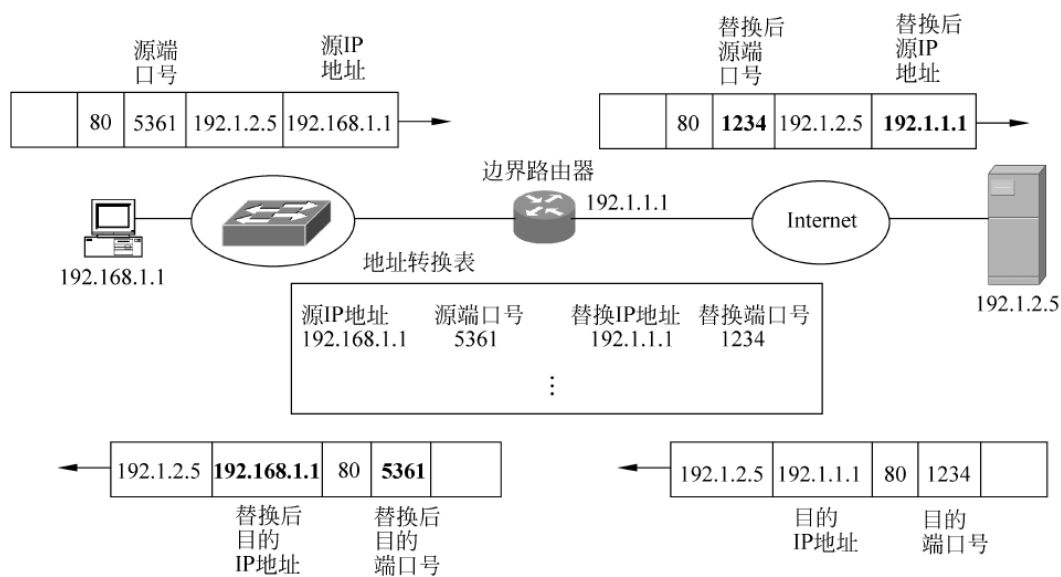 源端
口号
源IP
地址
80 5361 192.1.2.5 192.168.1.1
替换后
源端
口号
替换后
源IP
地址
80 1234 192.1.2.5 192.1.1.1
边界路由器
192.1.1.1
Internet
192.168.1.1
192.1.2.5
地址转换表
源IP地址 源端口号 替换IP地址 替换端口号
192.168.1.1 5361 192.1.1.1 1234
⋮
192.1.2.5 192.168.1.1 80 5361
替换后
目的
IP地址
替换后
目的
端口号
192.1.2.5 192.1.1.1 80 1234
目的
IP地址
目的
端口号